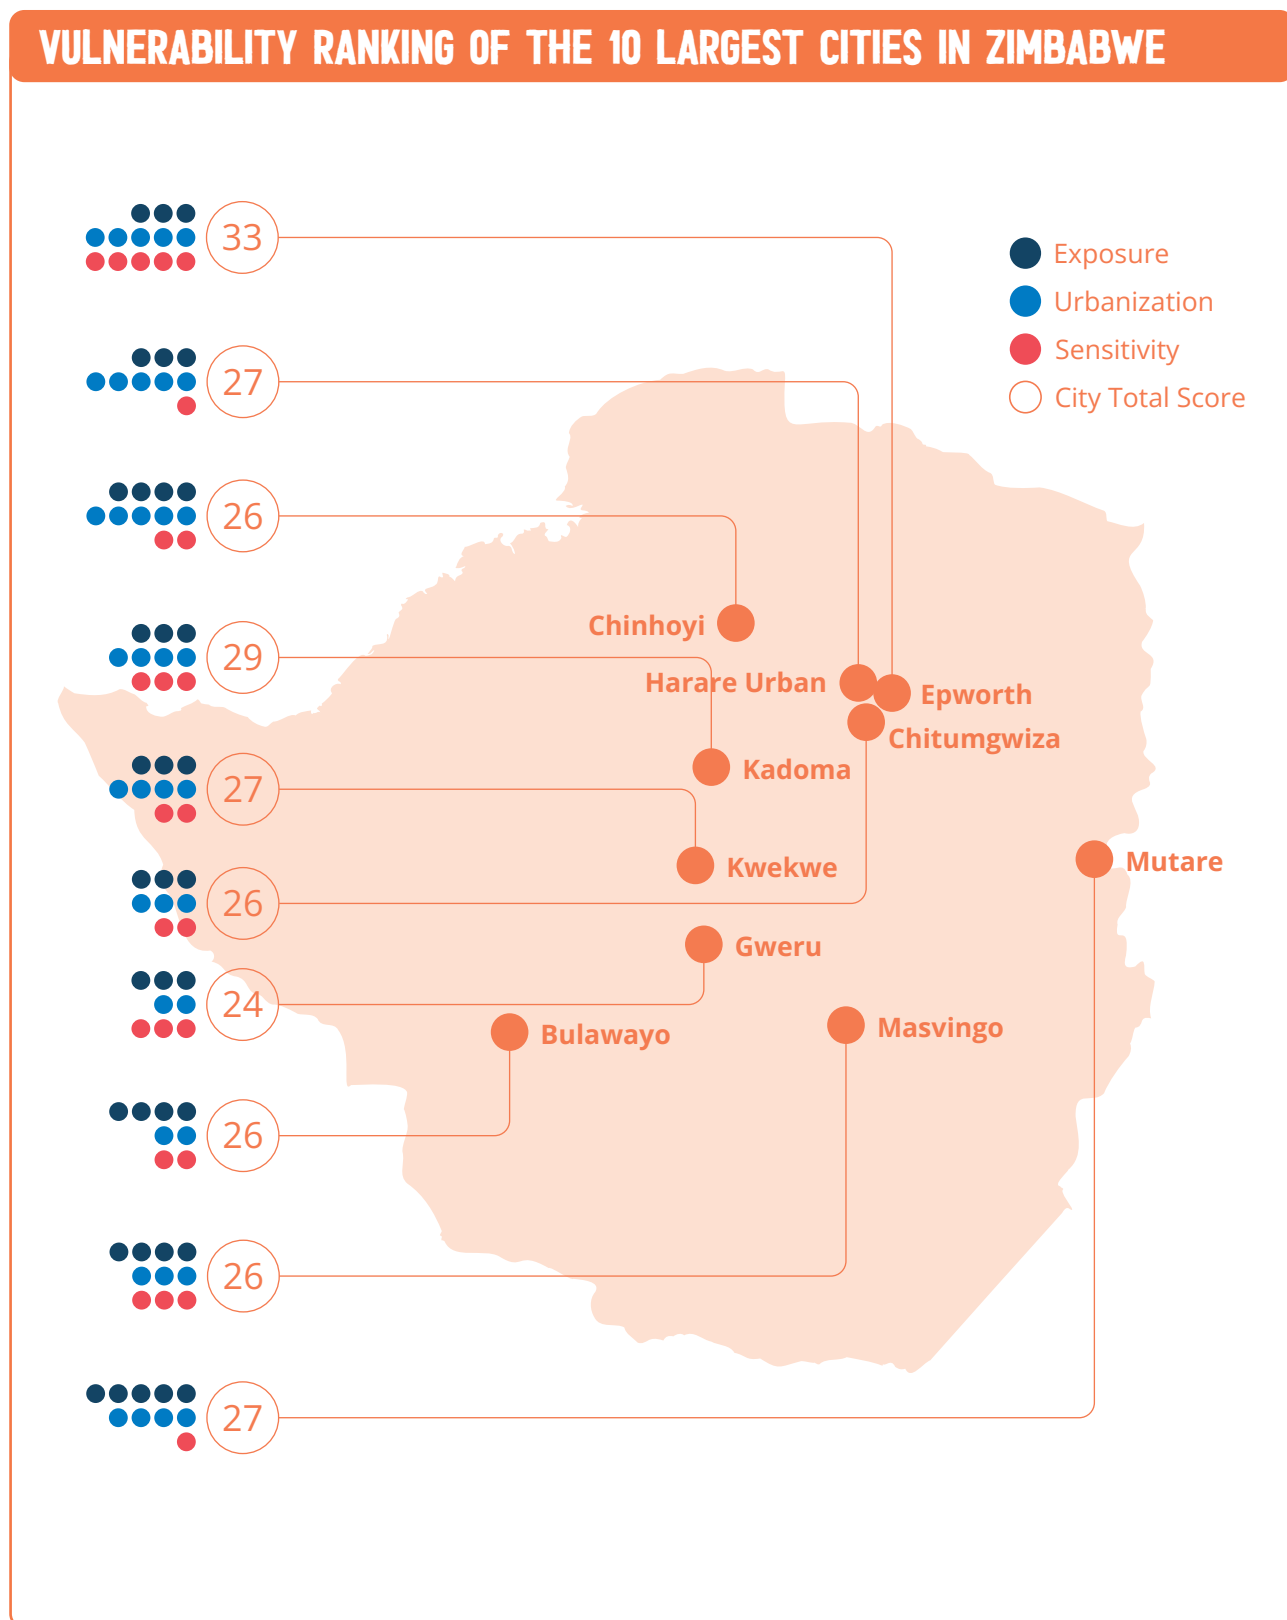 VULNERABILITY RANKING OF THE 10 LARGEST CITIES IN ZIMBABWE
33
Exposure
Urbanization
Sensitivity
City Total Score
27
26
Chinhoyi
29
Harare Urban
Epworth
Chitumgwiza
Kadoma
27
Kwekwe
Mutare
26
Gweru
24
Bulawayo
Masvingo
26
26
27